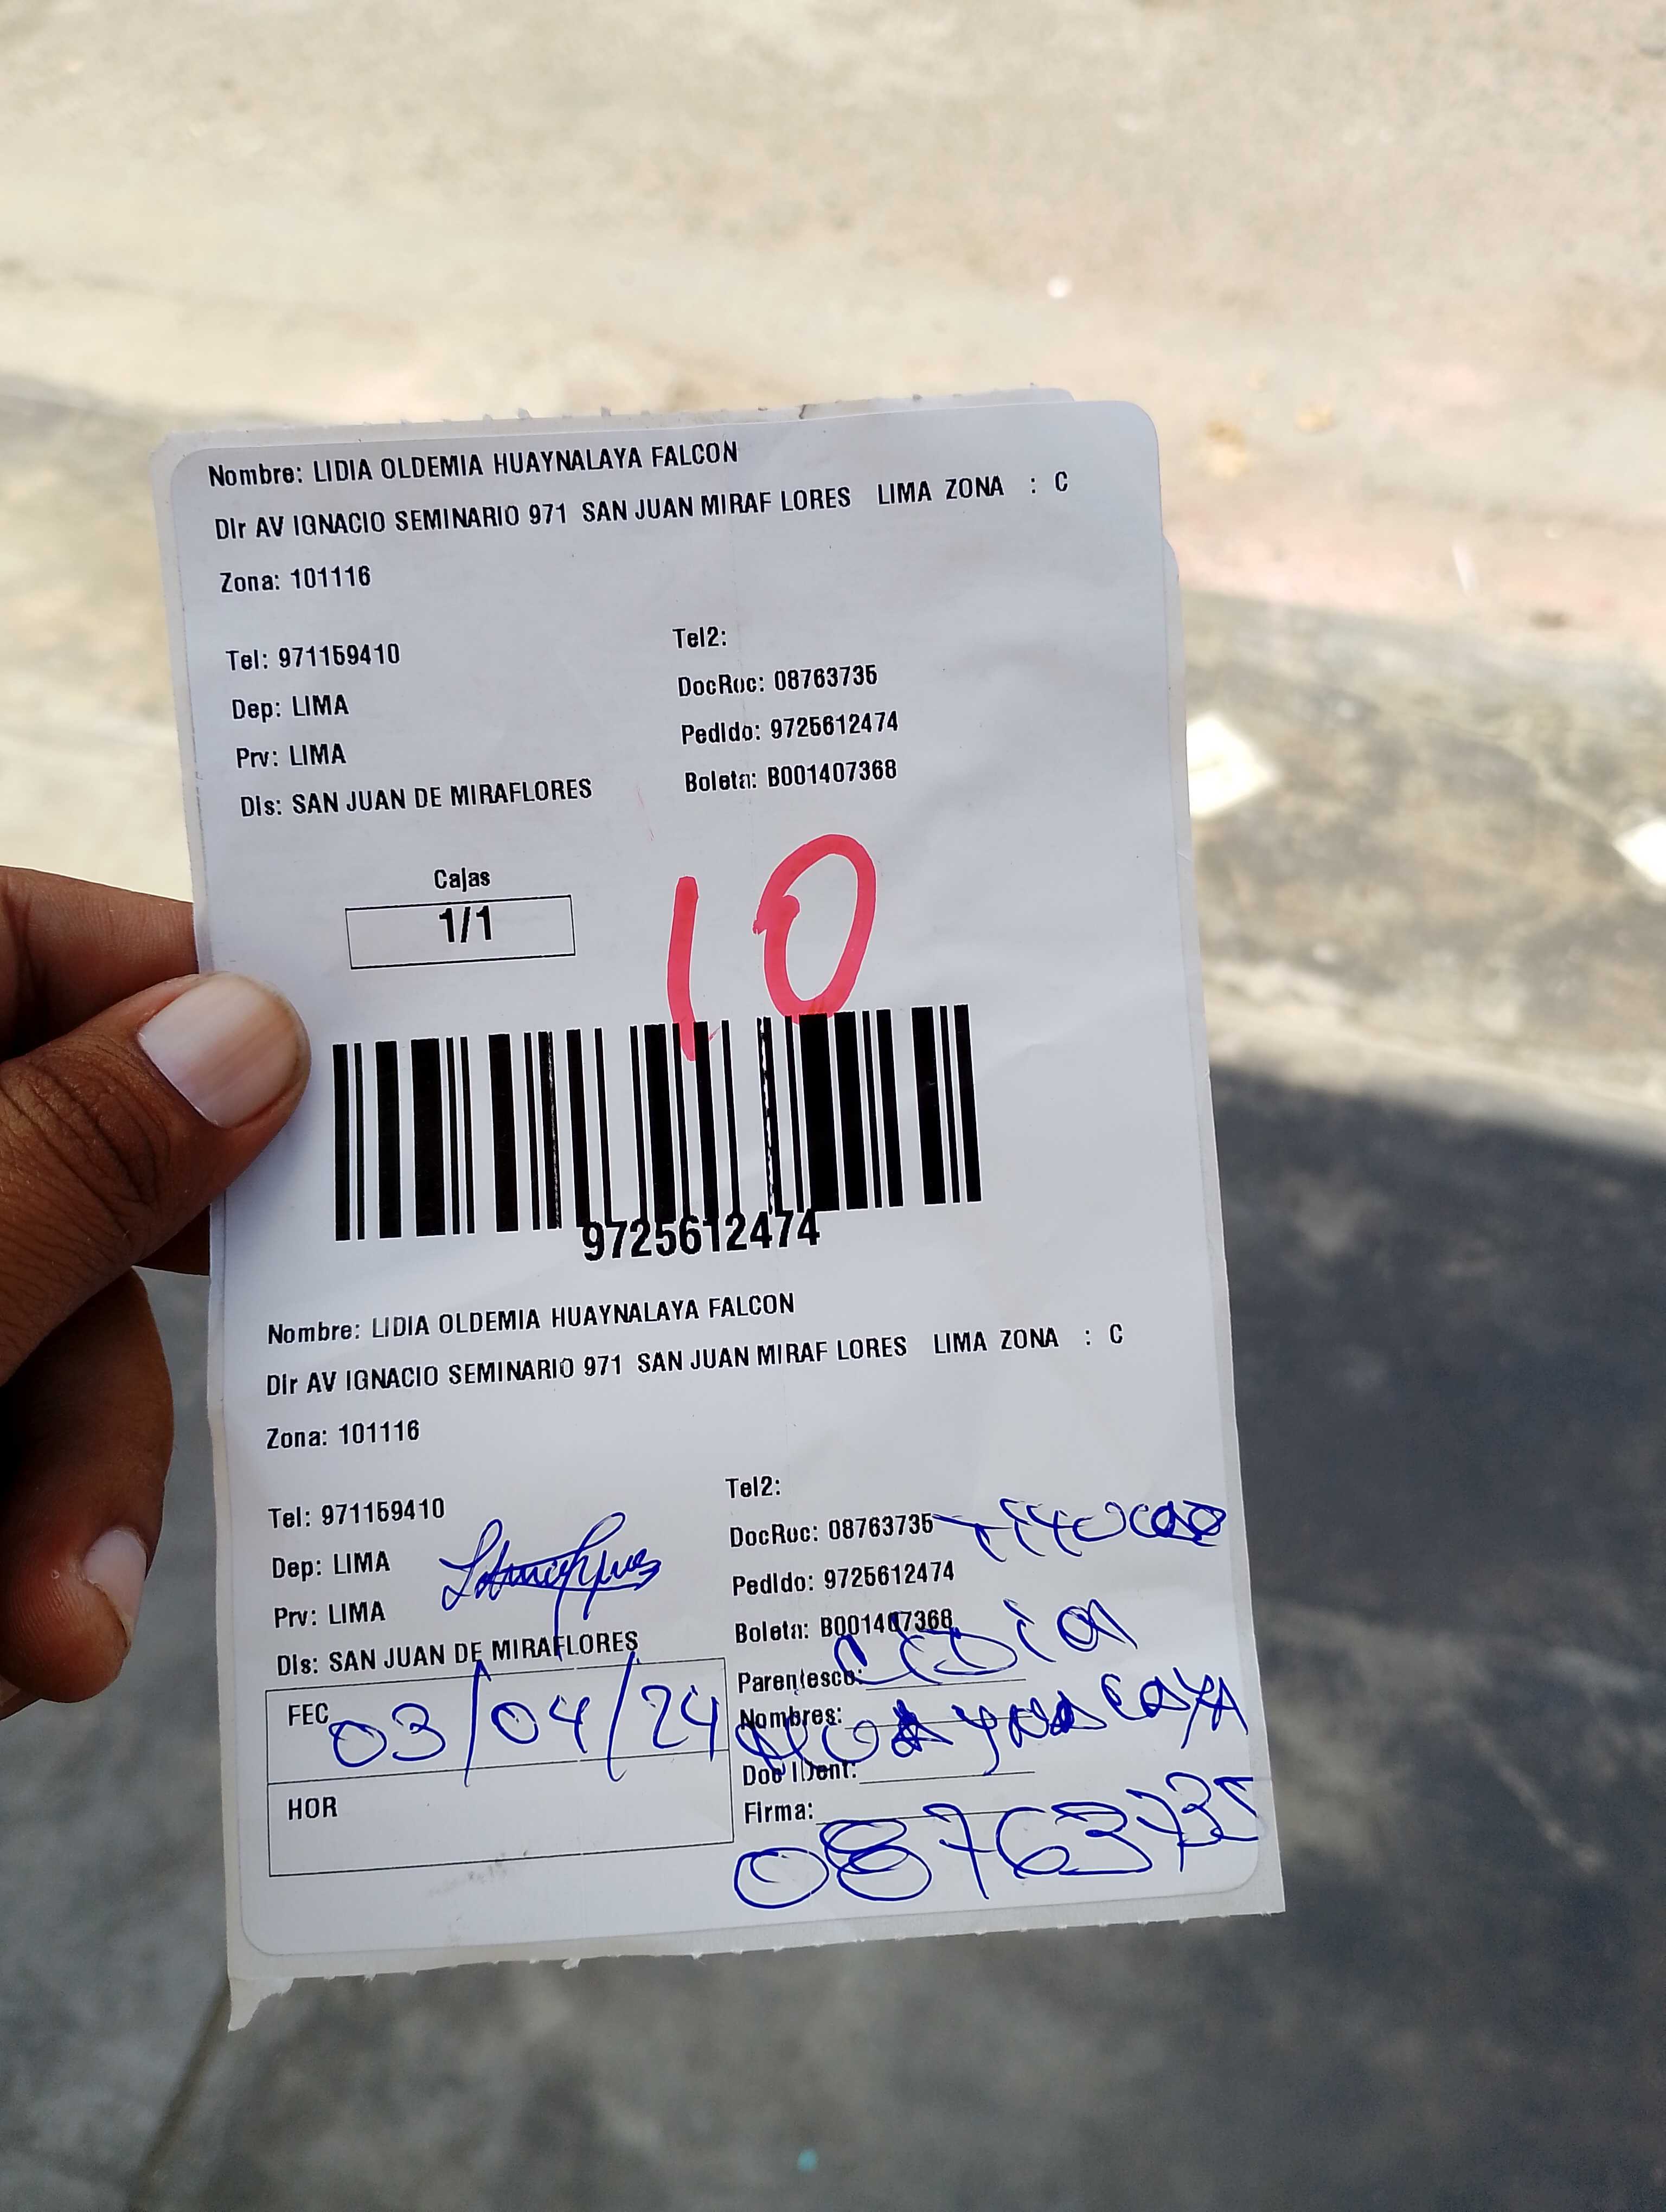 Nombre: LIDIA OLDEMIA HUAYNALAYA FALCON
Dir AV IGNACIO SEMINARIO 971 SAN JUAN MIRAF LORES LIMA ZONA : C
Zona: 101116
Tel: 971159410
Tel2:
Dep: LIMA
DocRoc: 08763735
Prv: LIMA
Pedido: 9725612474
Dis: SAN JUAN DE MIRAFLORES
Boleta: B001407368
Cajas
1/1
10
9725612474
Nombre: LIDIA OLDEMIA HUAYNALAYA FALCON
Dir AV IGNACIO SEMINARIO 971 SAN JUAN MIRAF LORES LIMA ZONA : C
Zona: 101116
Tel: 971159410
Tel2:
Dep: LIMA
DocRoc: 08763735
Prv: LIMA
Pedido: 9725612474
Dis: SAN JUAN DE MIRAFLORES
Boleta: B001407368
FEC 03/04/24
HOR
Parentesco: Lidia
Nombres:
Doc IDent:
Firma:
08763735